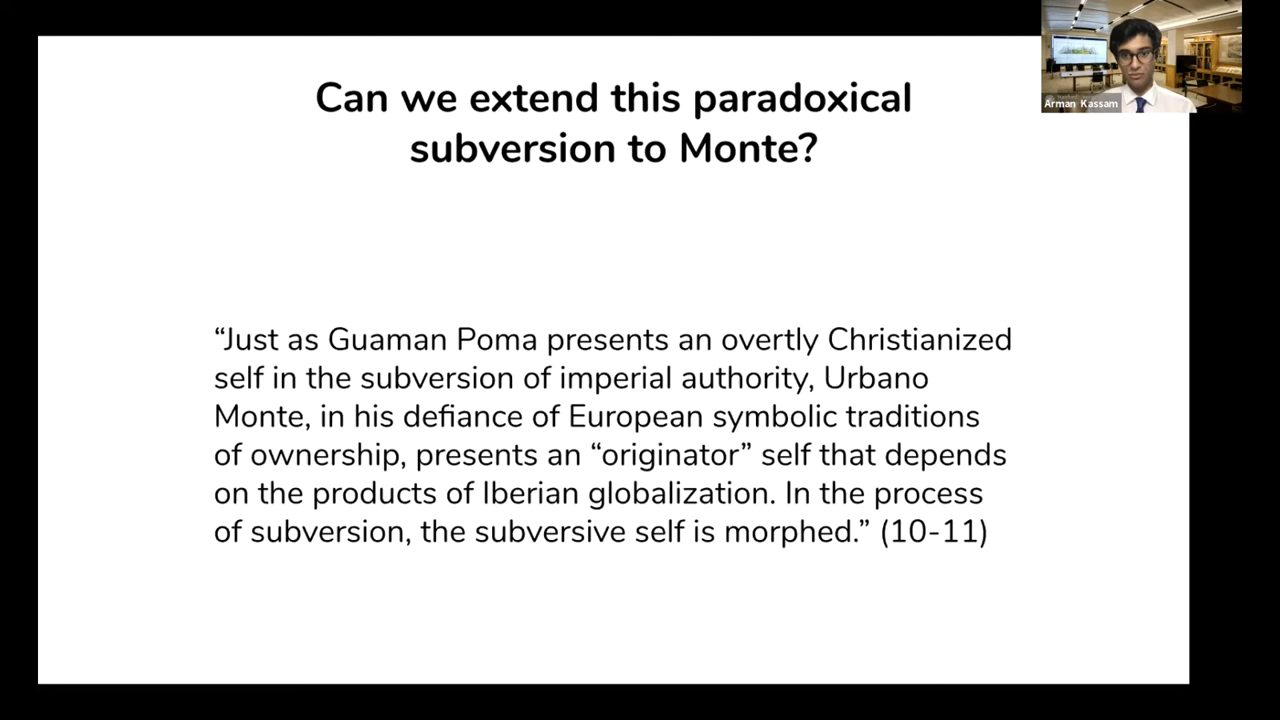 Can we extend this paradoxical
subversion to Monte?
Arman Kassam
“Just as Guaman Poma presents an overtly Christianized
self in the subversion of imperial authority, Urbano
Monte, in his defiance of European symbolic traditions
of ownership, presents an “originator” self that depends
on the products of Iberian globalization. In the process
of subversion, the subversive self is morphed.” (10-11)